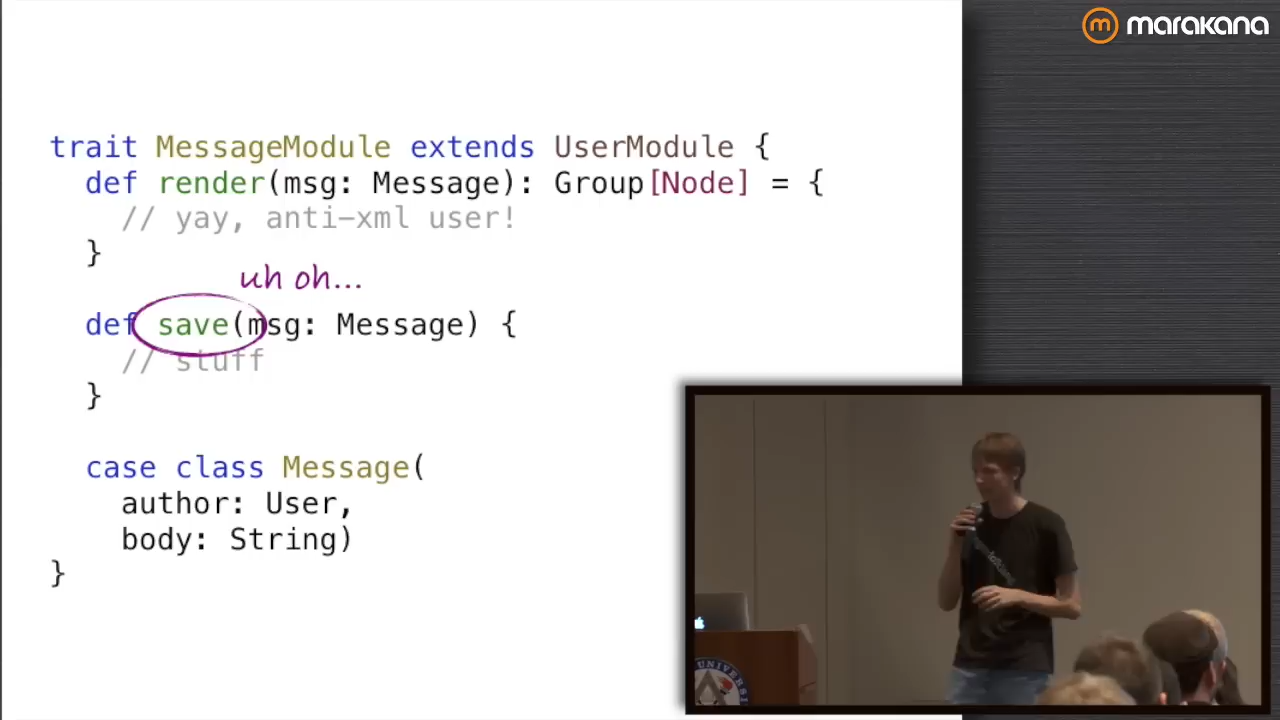 marakana
trait MessageModule extends UserModule {
def render(msg: Message): Group[Node] = {
// yay, anti-xml user!
}
uh oh...
def save(msg: Message) {
// stuff
}
case class Message(
author: User,
body: String)
}